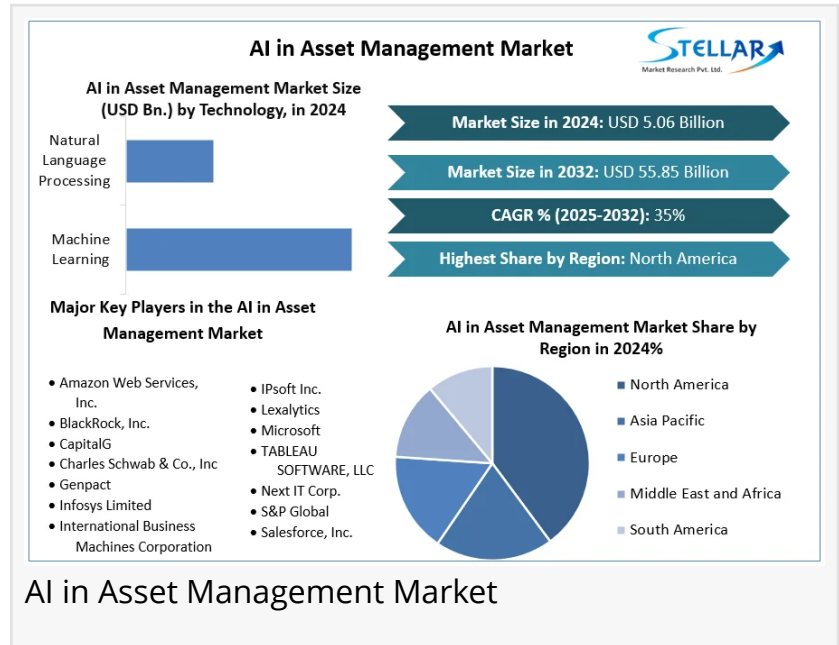 AI in Asset Management Market
STELLAR
Market Research Pvt. Ltd.
AI in Asset Management Market Size
(USD Bn.) by Technology, in 2024
Natural
Language
Processing
Machine
Learning
Market Size in 2024: USD 5.06 Billion
Market Size in 2032: USD 55.85 Billion
CAGR % (2025-2032): 35%
Highest Share by Region: North America
Major Key Players in the AI in Asset
Management Market
• Amazon Web Services,
Inc.
• BlackRock, Inc.
• CapitalG
• Charles Schwab & Co., Inc
• Genpact
• Infosys Limited
• International Business
Machines Corporation
• IPsoft Inc.
• Lexalytics
• Microsoft
• TABLEAU
SOFTWARE, LLC
• Next IT Corp.
• S&P Global
• Salesforce, Inc.
AI in Asset Management Market Share by
Region in 2024%
North America
Asia Pacific
Europe
Middle East and Africa
South America
AI in Asset Management Market